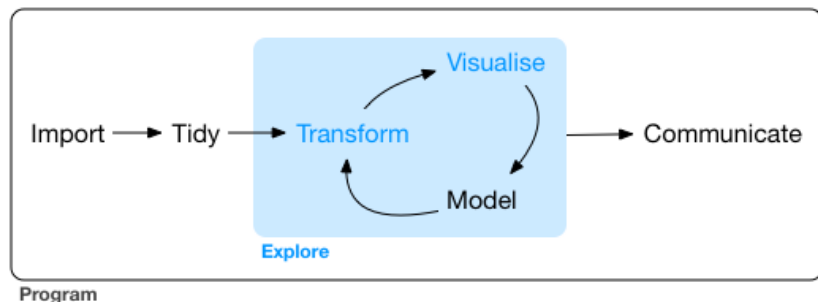 Visualise
Import
Tidy
Transform
Communicate
Model
Explore
Program